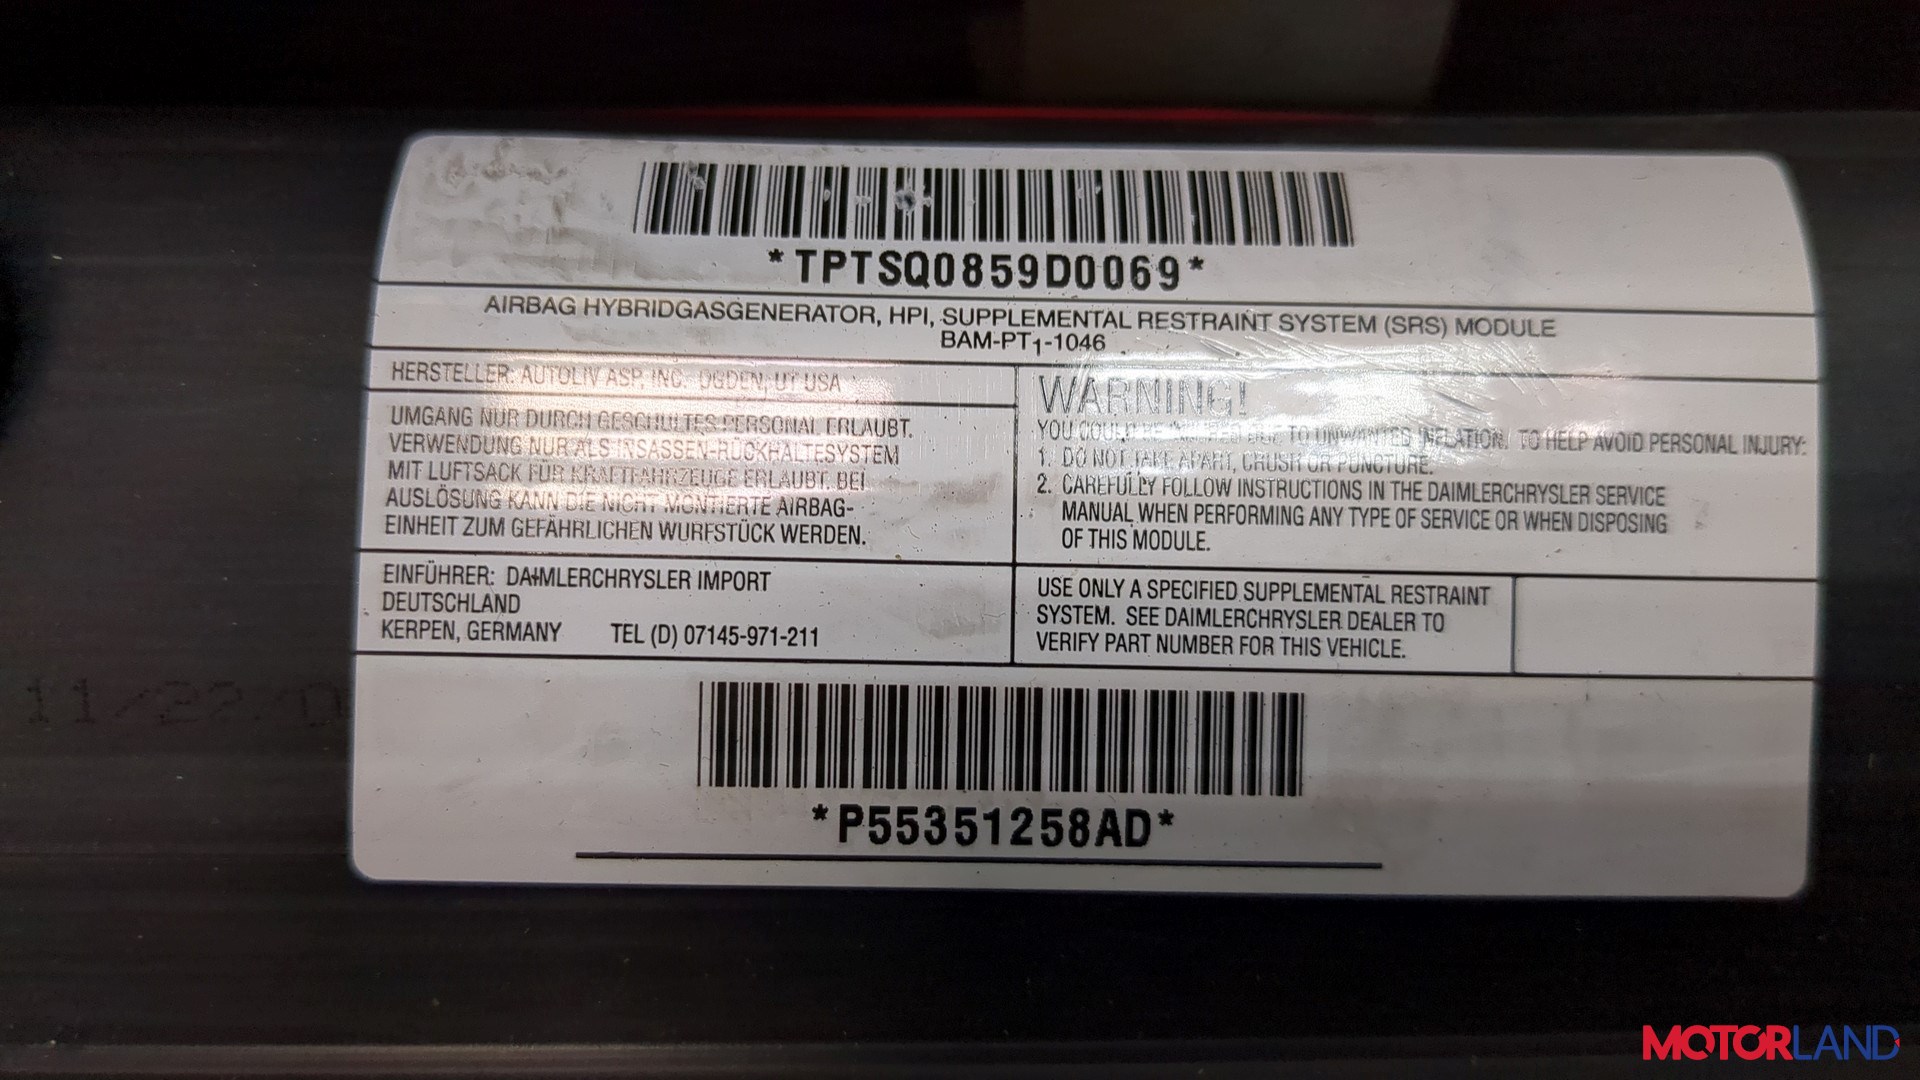 *TPTSQ0859D0069*
AIRBAG HYBRIDGASGENERATOR, HPI, SUPPLEMENTAL RESTRAINT SYSTEM (SRS) MODULE
BAM-PT1-1046
HERSTELLER: AUTOLIV ASP, INC. OGDEN, UT USA
UMGANG NUR DURCH GESCHULTES PERSONAL ERLAUBT.
VERWENDUNG NUR ALS INSASSEN-RÜCKHALTESYSTEM
MIT LUFTSACK FÜR KRAFTFAHRZEUGE ERLAUBT. BEI
AUSLÖSUNG KANN DIE NICHT MONTIERTE AIRBAG-
EINHEIT ZUM GEFÄHRLICHEN WURFSTÜCK WERDEN.
WARNING!
YOU COULD BE INJURED DUE TO UNWANTED INFLATION. TO HELP AVOID PERSONAL INJURY:
1. DO NOT TAKE APART, CRUSH OR PUNCTURE.
2. CAREFULLY FOLLOW INSTRUCTIONS IN THE DAIMLERCHRYSLER SERVICE
MANUAL WHEN PERFORMING ANY TYPE OF SERVICE OR WHEN DISPOSING
OF THIS MODULE.
EINFÜHRER: DAIMLERCHRYSLER IMPORT
DEUTSCHLAND
KERPEN, GERMANY TEL (D) 07145-971-211
USE ONLY A SPECIFIED SUPPLEMENTAL RESTRAINT
SYSTEM. SEE DAIMLERCHRYSLER DEALER TO
VERIFY PART NUMBER FOR THIS VEHICLE.
*P55351258AD*
MOTORLAND